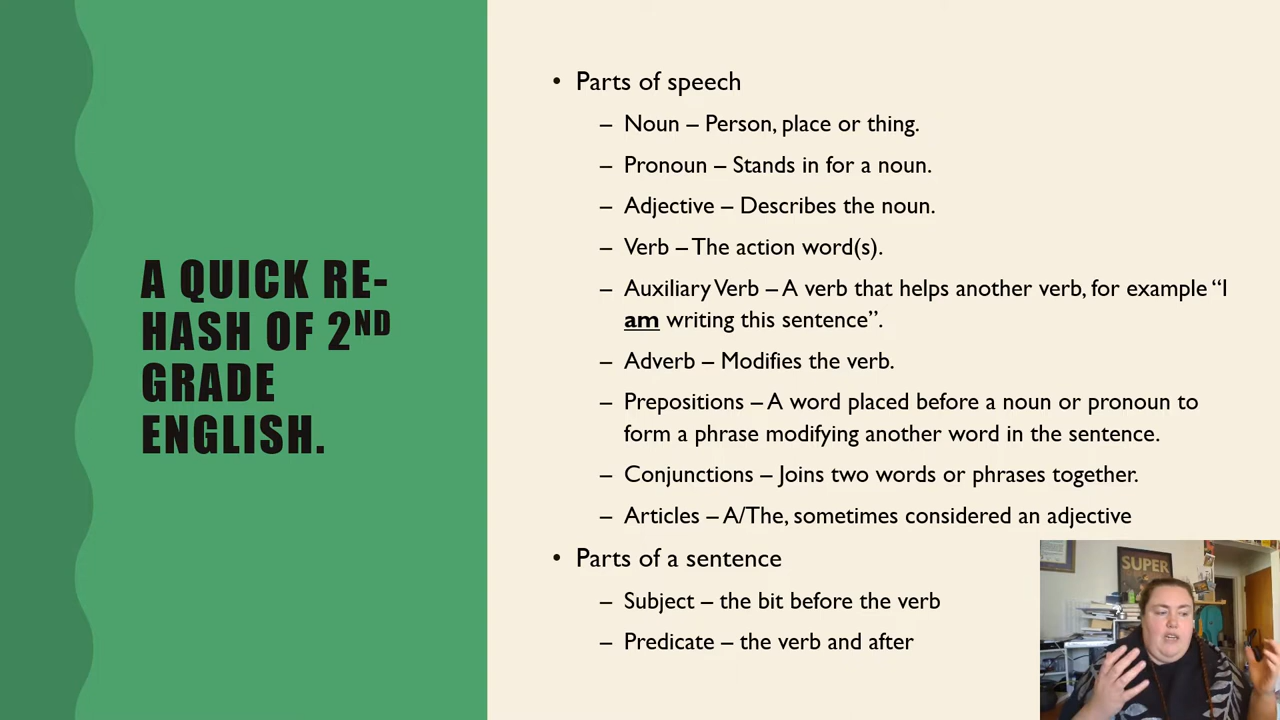 A QUICK RE-
HASH OF 2ND
GRADE
ENGLISH.
• Parts of speech
– Noun – Person, place or thing.
– Pronoun – Stands in for a noun.
– Adjective – Describes the noun.
– Verb – The action word(s).
– Auxiliary Verb – A verb that helps another verb, for example “I
am writing this sentence”.
– Adverb – Modifies the verb.
– Prepositions – A word placed before a noun or pronoun to
form a phrase modifying another word in the sentence.
– Conjunctions – Joins two words or phrases together.
– Articles – A/The, sometimes considered an adjective
• Parts of a sentence
– Subject – the bit before the verb
– Predicate – the verb and after
SUPER